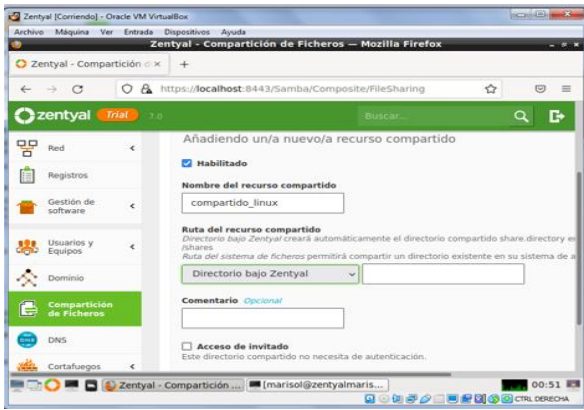 Zentyal [Corriendo] - Oracle VM VirtualBox
Archivo Máquina Ver Entrada Dispositivos Ayuda
Zentyal - Compartición de Ficheros — Mozilla Firefox
Zentyal - Compartición d
https://localhost:8443/Samba/Composite/FileSharing
zentyal Trial 7.0 Buscar...
Red
Registros
Gestión de
software
Usuarios y
Equipos
Dominio
Compartición
de Ficheros
DNS
Cortafuegos
Añadiendo un/a nuevo/a recurso compartido
Habilitado
Nombre del recurso compartido
compartido_linux
Ruta del recurso compartido
Directorio bajo Zentyal creará automáticamente el directorio compartido share.directory en
/shares
Ruta del sistema de ficheros permitirá compartir un directorio existente en su sistema de a
Directorio bajo Zentyal
Comentario Opcional
Acceso de invitado
Este directorio compartido no necesita de autenticación.
Zentyal - Compartición ... [marisol@zentyalmaris... 00:51
CTRL DERECHA